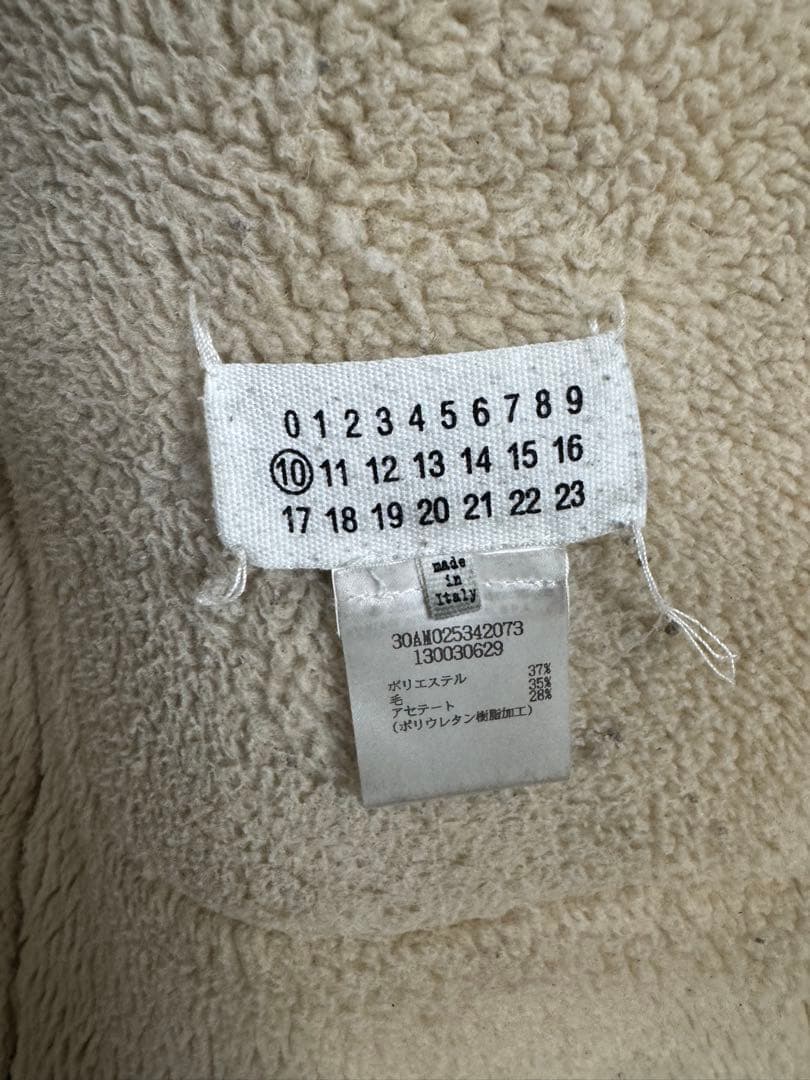 0 1 2 3 4 5 6 7 8 9
10 11 12 13 14 15 16
17 18 19 20 21 22 23
made
in
Italy
30AM025342073
130030629
ポリエステル 37%
毛 35%
アセテート 28%
(ポリウレタン樹脂加工)